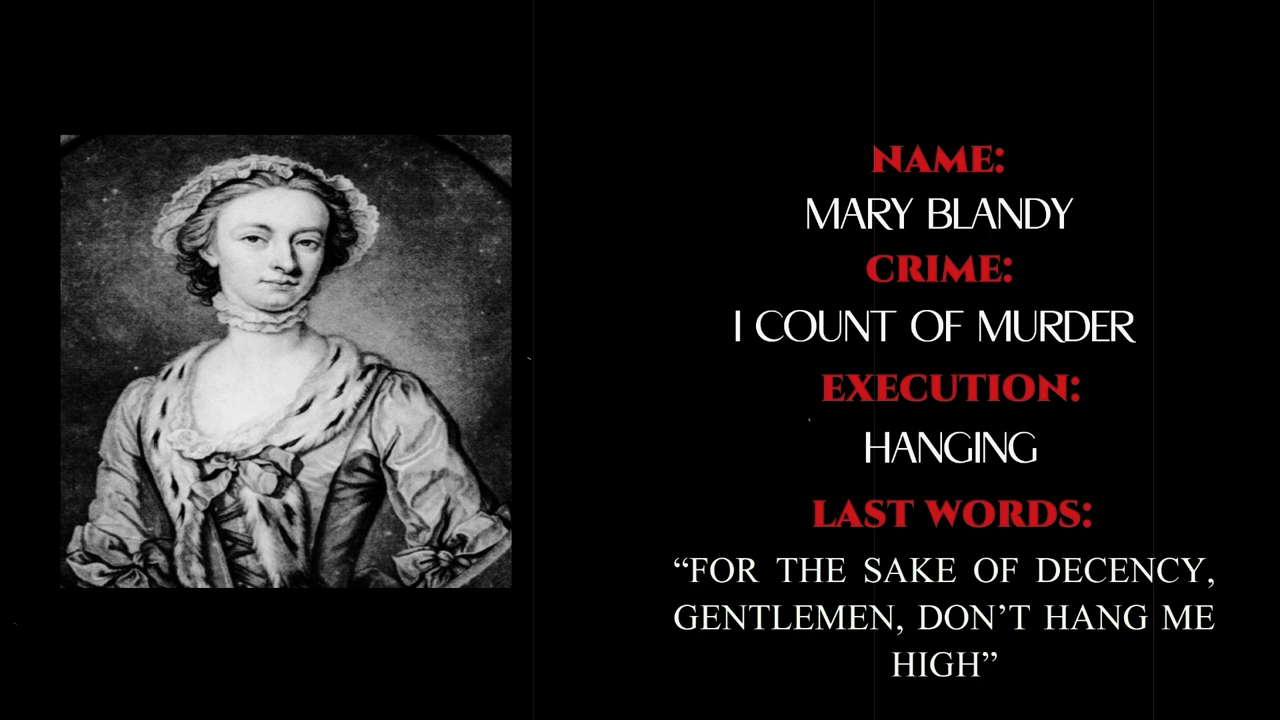 NAME:
MARY BLANDY
CRIME:
1 COUNT OF MURDER
EXECUTION:
HANGING
LAST WORDS:
“FOR THE SAKE OF DECENCY,
GENTLEMEN, DON’T HANG ME
HIGH”